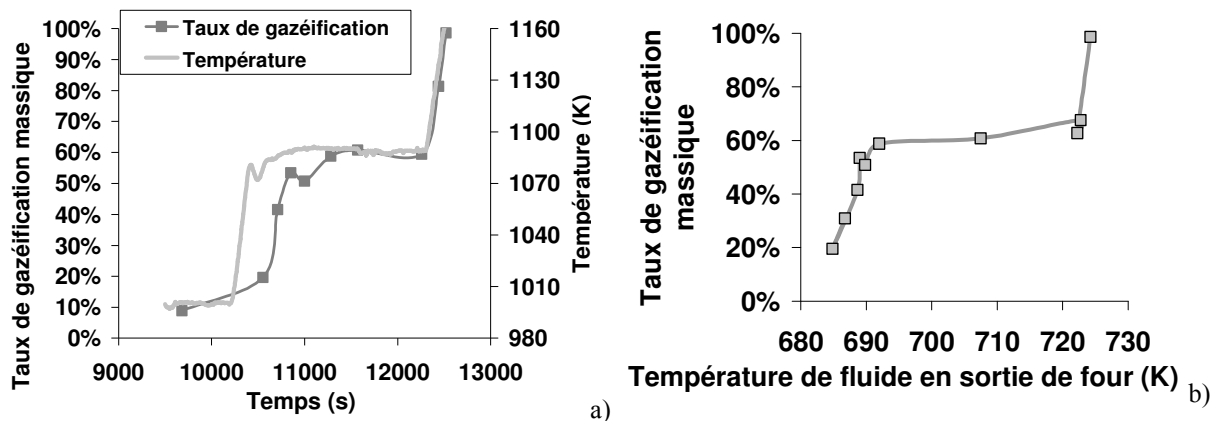 Taux de gazéification massique
100%
90%
80%
70%
60%
50%
40%
30%
20%
10%
0%
Taux de gazéification
Température
1160
1130
1100
1070
1040
1010
980
Température (K)
9000 10000 11000 12000 13000
Temps (s)
a)
Taux de gazéification
massique
100%
80%
60%
40%
20%
0%
680 690 700 710 720 730
Température de fluide en sortie de four (K)
b)